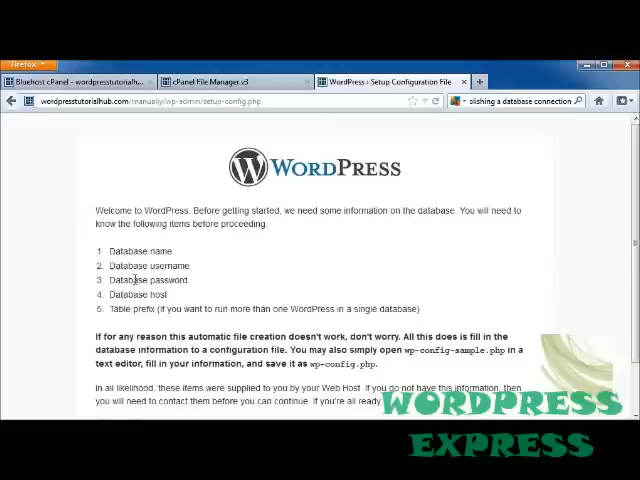 Firefox
Bluehost cPanel - wordpresstutorialh...
cPanel File Manager v3
WordPress › Setup Configuration File
wordpresstutorialhub.com/manually/wp-admin/setup-config.php
blishing a database connection
WORDPRESS
Welcome to WordPress. Before getting started, we need some information on the database. You will need to
know the following items before proceeding.
1. Database name
2. Database username
3. Database password
4. Database host
5. Table prefix (if you want to run more than one WordPress in a single database)
If for any reason this automatic file creation doesn't work, don't worry. All this does is fill in the
database information to a configuration file. You may also simply open wp-config-sample.php in a
text editor, fill in your information, and save it as wp-config.php.
In all likelihood, these items were supplied to you by your Web Host. If you do not have this information, then
you will need to contact them before you can continue. If you're all ready
WORDPRESS
EXPRESS